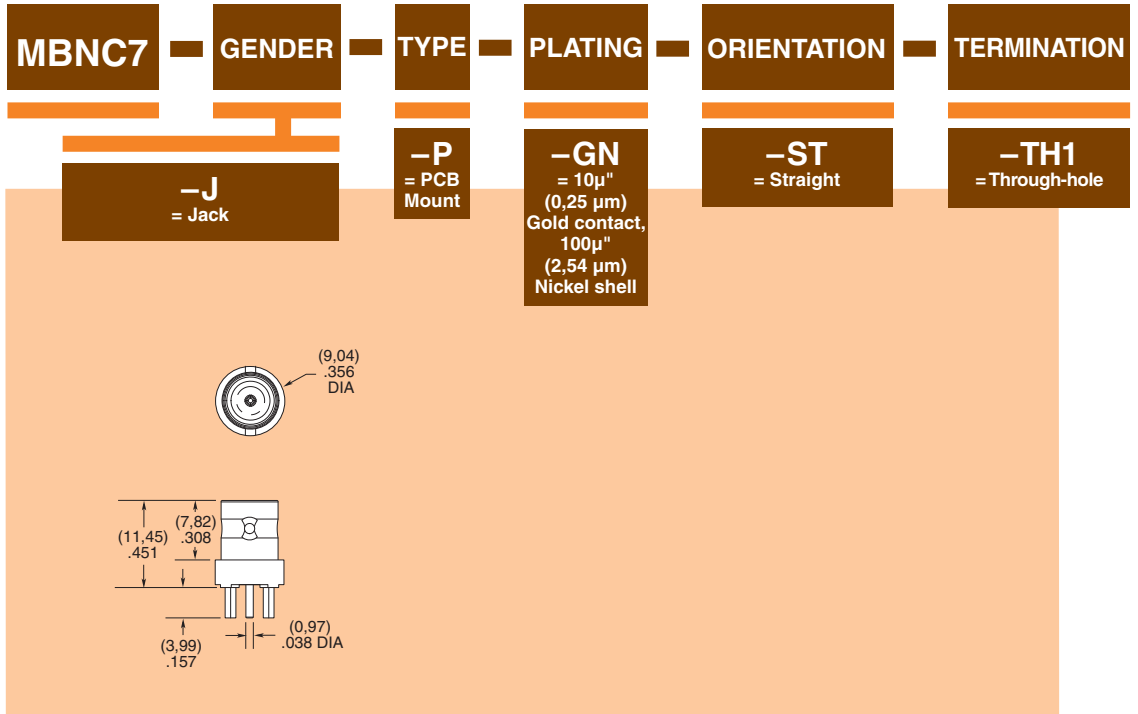 MBNC7 – GENDER – TYPE – PLATING – ORIENTATION – TERMINATION
–J
= Jack
–P
= PCB
Mount
–GN
= 10µ"
(0,25 µm)
Gold contact,
100µ"
(2,54 µm)
Nickel shell
–ST
= Straight
–TH1
= Through-hole
(9,04)
.356
DIA
(11,45)
.451
(7,82)
.308
(3,99)
.157
(0,97)
.038 DIA